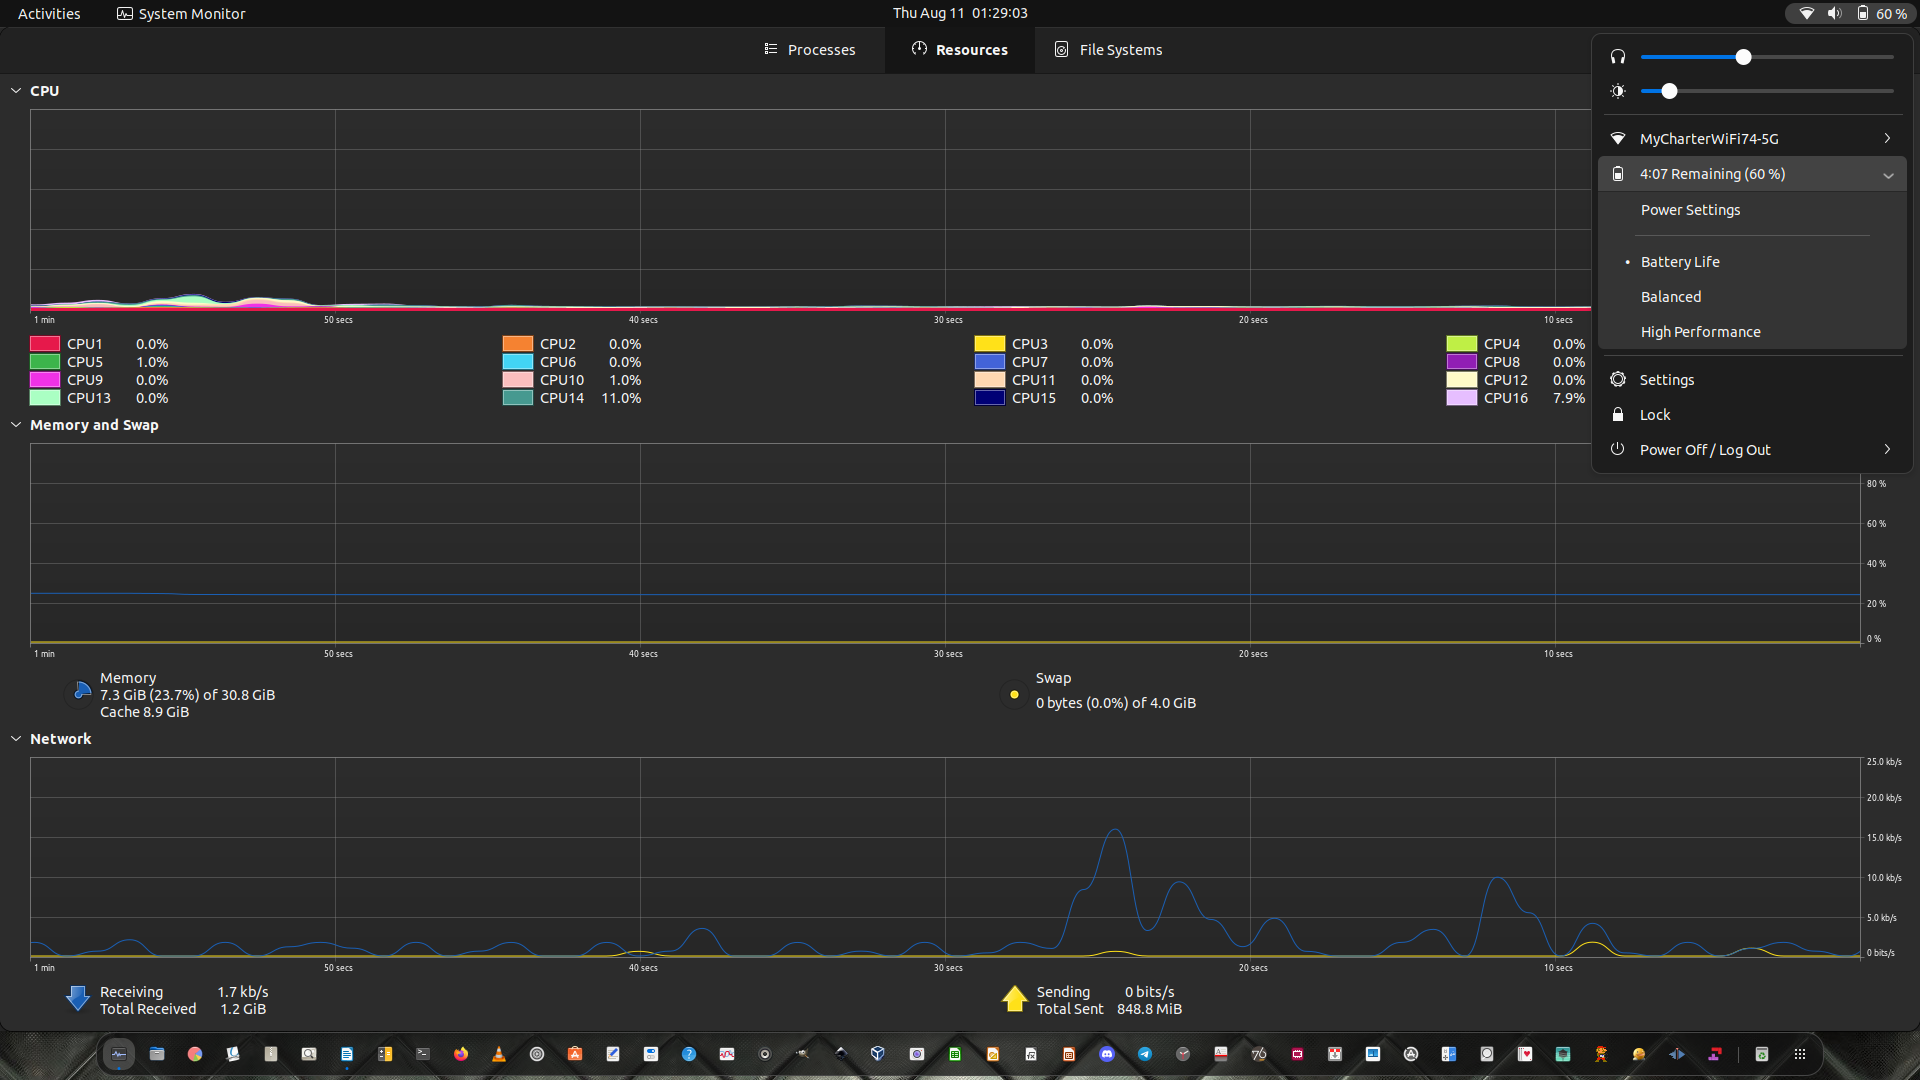 Activities System Monitor Thu Aug 11 01:29:03 60 %
Processes Resources File Systems
CPU
1 min 50 secs 40 secs 30 secs 20 secs 10 secs
CPU1 0.0% CPU2 0.0% CPU3 0.0% CPU4 0.0%
CPU5 1.0% CPU6 0.0% CPU7 0.0% CPU8 0.0%
CPU9 0.0% CPU10 1.0% CPU11 0.0% CPU12 0.0%
CPU13 0.0% CPU14 11.0% CPU15 0.0% CPU16 7.9%
MyCharterWiFi74-5G
4:07 Remaining (60 %)
Power Settings
Battery Life
Balanced
High Performance
Settings
Lock
Power Off / Log Out
Memory and Swap
80 %
60 %
40 %
20 %
0 %
1 min 50 secs 40 secs 30 secs 20 secs 10 secs
Memory
7.3 GiB (23.7%) of 30.8 GiB
Cache 8.9 GiB
Swap
0 bytes (0.0%) of 4.0 GiB
Network
25.0 kb/s
20.0 kb/s
15.0 kb/s
10.0 kb/s
5.0 kb/s
0 bits/s
1 min 50 secs 40 secs 30 secs 20 secs 10 secs
Receiving 1.7 kb/s
Total Received 1.2 GiB
Sending 0 bits/s
Total Sent 848.8 MiB
76